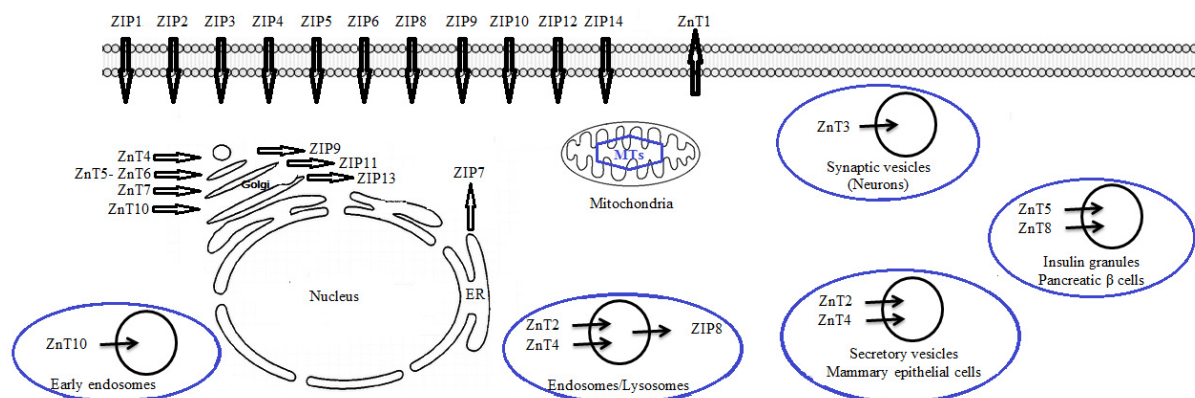 ZIP1 ZIP2 ZIP3 ZIP4 ZIP5 ZIP6 ZIP8 ZIP9 ZIP10 ZIP12 ZIP14 ZnT1
ZnT3
Synaptic vesicles
(Neurons)
ZnT4
ZnT5- ZnT6
ZnT7
ZnT10
Golgi
ZIP9
ZIP11
ZIP13
ZIP7
MTs
Mitochondria
ZnT5
ZnT8
Insulin granules
Pancreatic β cells
Nucleus
ER
ZnT10
Early endosomes
ZnT2
ZnT4
ZIP8
Endosomes/Lysosomes
ZnT2
ZnT4
Secretory vesicles
Mammary epithelial cells